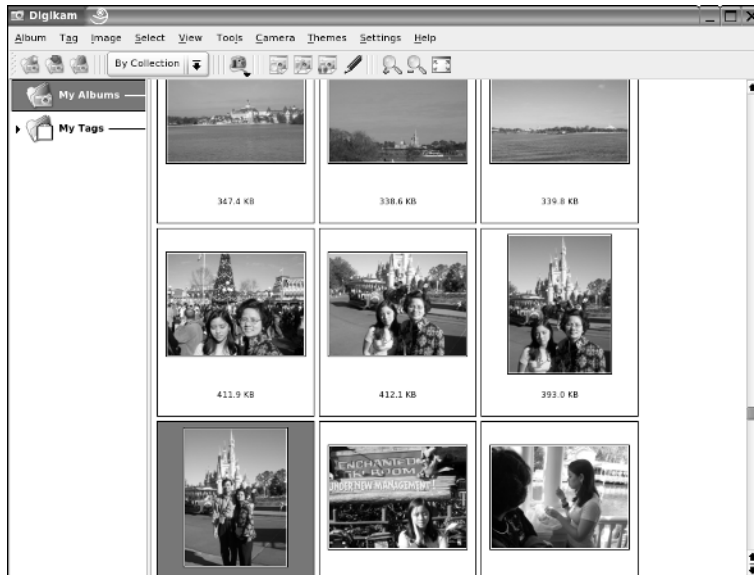 Digikam
Album Tag Image Select View Tools Camera Themes Settings Help
By Collection
My Albums
My Tags
347.4 KB 338.6 KB 339.8 KB
411.9 KB 412.1 KB 393.0 KB
ENCHANTED
ROOM
UNDER NEW MANAGEMENT!